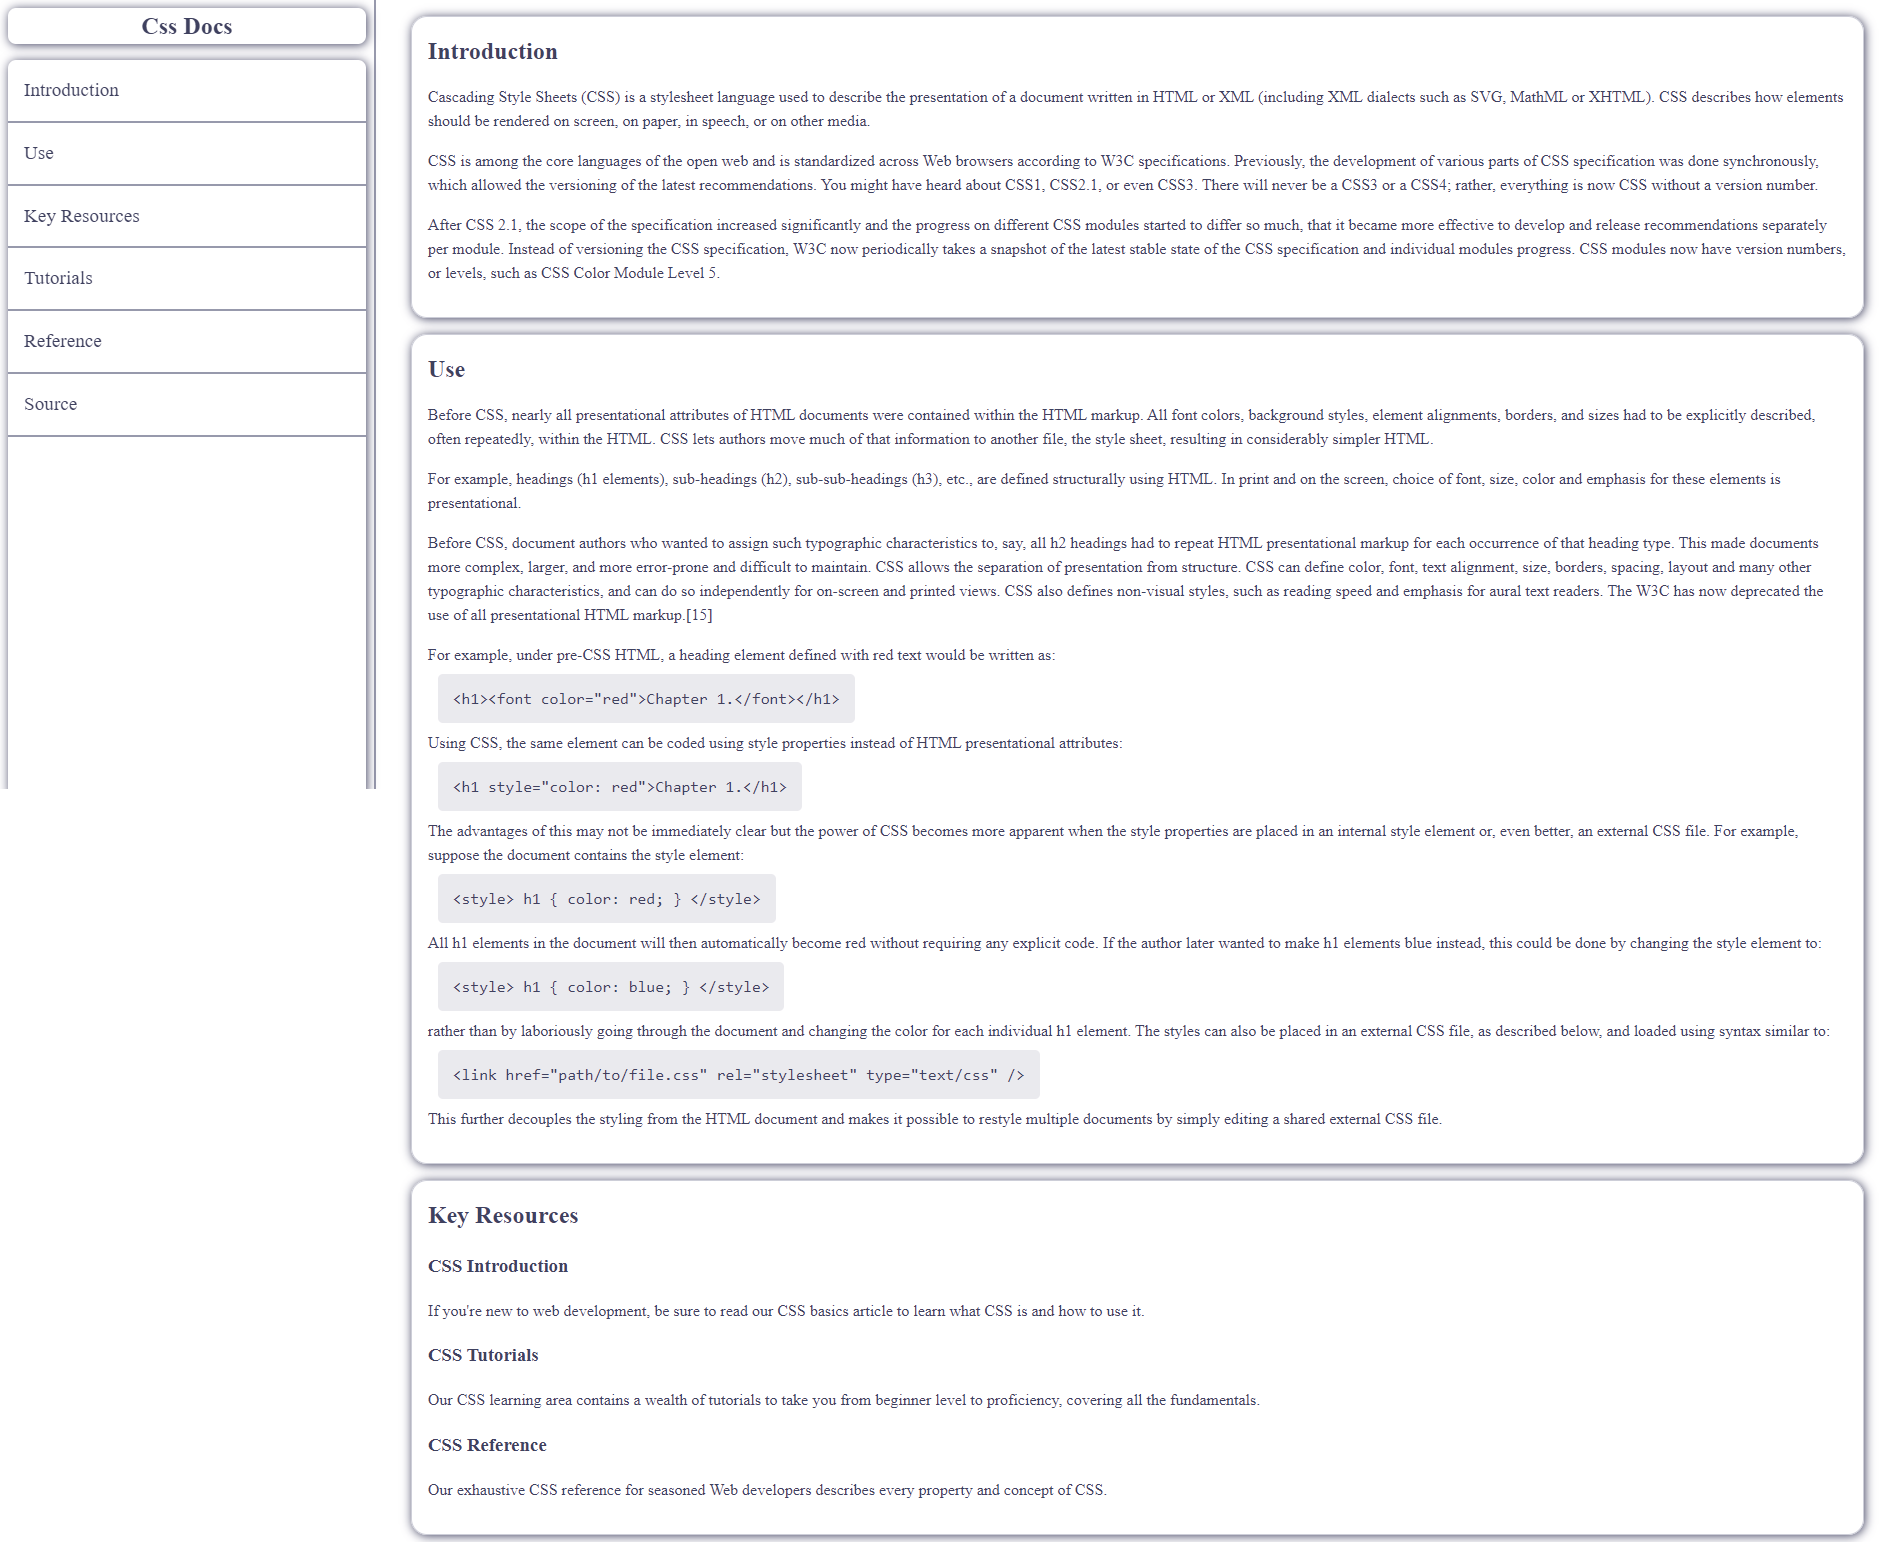 Css Docs
Introduction
Use
Key Resources
Tutorials
Reference
Source
Introduction
Cascading Style Sheets (CSS) is a stylesheet language used to describe the presentation of a document written in HTML or XML (including XML dialects such as SVG, MathML or XHTML). CSS describes how elements
should be rendered on screen, on paper, in speech, or on other media.
CSS is among the core languages of the open web and is standardized across Web browsers according to W3C specifications. Previously, the development of various parts of CSS specification was done synchronously,
which allowed the versioning of the latest recommendations. You might have heard about CSS1, CSS2.1, or even CSS3. There will never be a CSS3 or a CSS4; rather, everything is now CSS without a version number.
After CSS 2.1, the scope of the specification increased significantly and the progress on different CSS modules started to differ so much, that it became more effective to develop and release recommendations separately
per module. Instead of versioning the CSS specification, W3C now periodically takes a snapshot of the latest stable state of the CSS specification and individual modules progress. CSS modules now have version numbers,
or levels, such as CSS Color Module Level 5.
Use
Before CSS, nearly all presentational attributes of HTML documents were contained within the HTML markup. All font colors, background styles, element alignments, borders, and sizes had to be explicitly described,
often repeatedly, within the HTML. CSS lets authors move much of that information to another file, the style sheet, resulting in considerably simpler HTML.
For example, headings (h1 elements), sub-headings (h2), sub-sub-headings (h3), etc., are defined structurally using HTML. In print and on the screen, choice of font, size, color and emphasis for these elements is
presentational.
Before CSS, document authors who wanted to assign such typographic characteristics to, say, all h2 headings had to repeat HTML presentational markup for each occurrence of that heading type. This made documents
more complex, larger, and more error-prone and difficult to maintain. CSS allows the separation of presentation from structure. CSS can define color, font, text alignment, size, borders, spacing, layout and many other
typographic characteristics, and can do so independently for on-screen and printed views. CSS also defines non-visual styles, such as reading speed and emphasis for aural text readers. The W3C has now deprecated the
use of all presentational HTML markup.[15]
For example, under pre-CSS HTML, a heading element defined with red text would be written as:
<h1><font color="red">Chapter 1.</font></h1>
Using CSS, the same element can be coded using style properties instead of HTML presentational attributes:
<h1 style="color: red">Chapter 1.</h1>
The advantages of this may not be immediately clear but the power of CSS becomes more apparent when the style properties are placed in an internal style element or, even better, an external CSS file. For example,
suppose the document contains the style element:
<style> h1 { color: red; } </style>
All h1 elements in the document will then automatically become red without requiring any explicit code. If the author later wanted to make h1 elements blue instead, this could be done by changing the style element to:
<style> h1 { color: blue; } </style>
rather than by laboriously going through the document and changing the color for each individual h1 element. The styles can also be placed in an external CSS file, as described below, and loaded using syntax similar to:
<link href="path/to/file.css" rel="stylesheet" type="text/css" />
This further decouples the styling from the HTML document and makes it possible to restyle multiple documents by simply editing a shared external CSS file.
Key Resources
CSS Introduction
If you're new to web development, be sure to read our CSS basics article to learn what CSS is and how to use it.
CSS Tutorials
Our CSS learning area contains a wealth of tutorials to take you from beginner level to proficiency, covering all the fundamentals.
CSS Reference
Our exhaustive CSS reference for seasoned Web developers describes every property and concept of CSS.